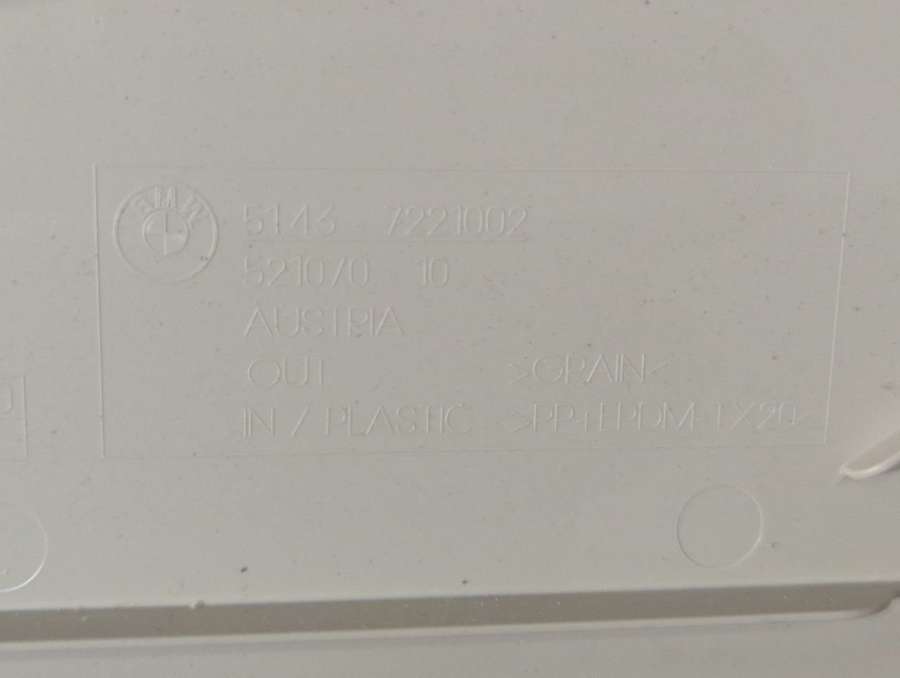 BMW
5143 7221002
521070 10
AUSTRIA
OUT >GRAIN<
IN / PLASTIC >PP+EPDM-TX20<